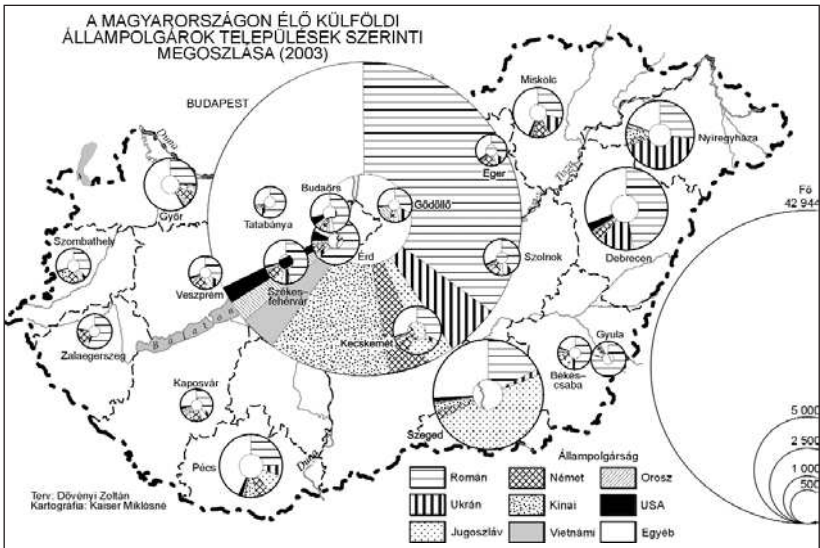 A MAGYARORSZÁGON ÉLŐ KÜLFÖLDI
ÁLLAMPOLGÁROK TELEPÜLÉSEK SZERINTI
MEGOSZLÁSA (2003)
BUDAPEST
Miskolc
Duna
Nyíregyháza
Tisza
Eger
Fő
42 944
Győr
Tatabánya
Budaörs
Gödöllő
Debrecen
Szombathely
Érd
Szolnok
Veszprém
Székes-
fehérvár
Zalaegerszeg
Balaton
Kecskemét
Gyula
Békés-
csaba
Kaposvár
Szeged
5 000
2 500
1 000
500
Pécs
Duna
Állampolgárság
Román
Német
Orosz
Ukrán
Kínai
USA
Jugoszláv
Vietnámi
Egyéb
Terv: Dövényi Zoltán
Kartográfia: Kaiser Miklósné